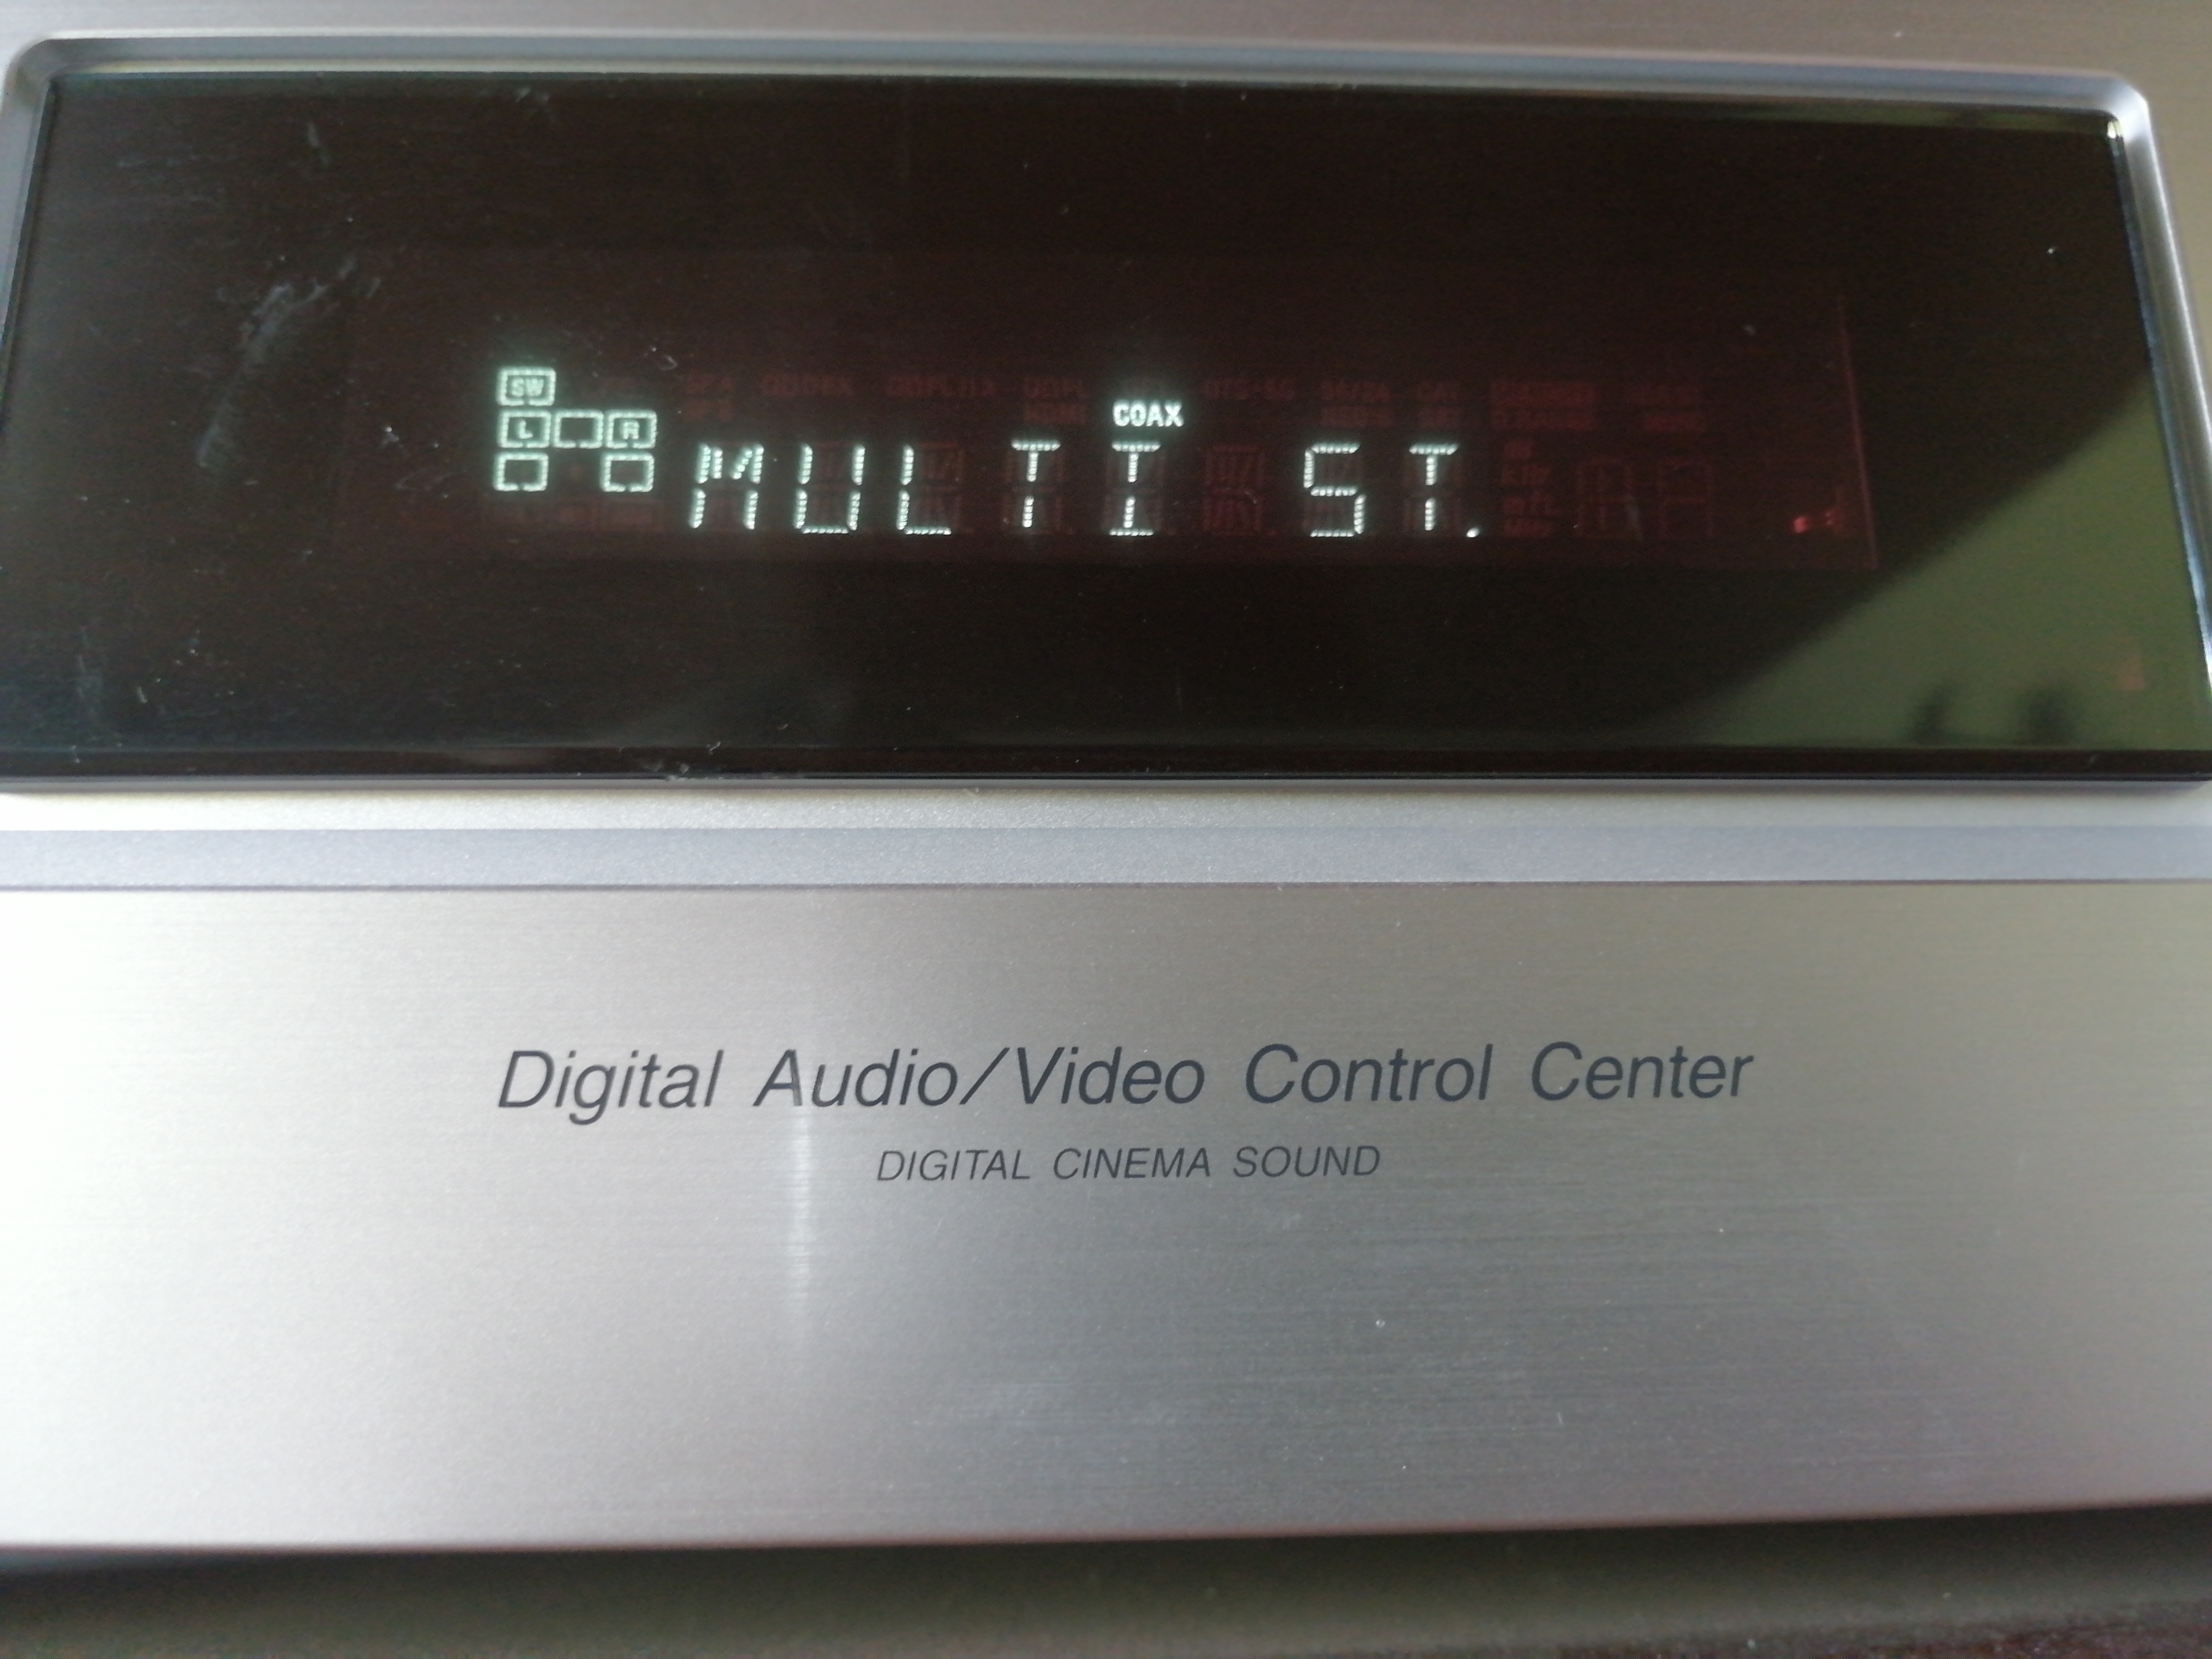 SW
COAX
L R
MULTI ST.
Digital Audio/Video Control Center
DIGITAL CINEMA SOUND